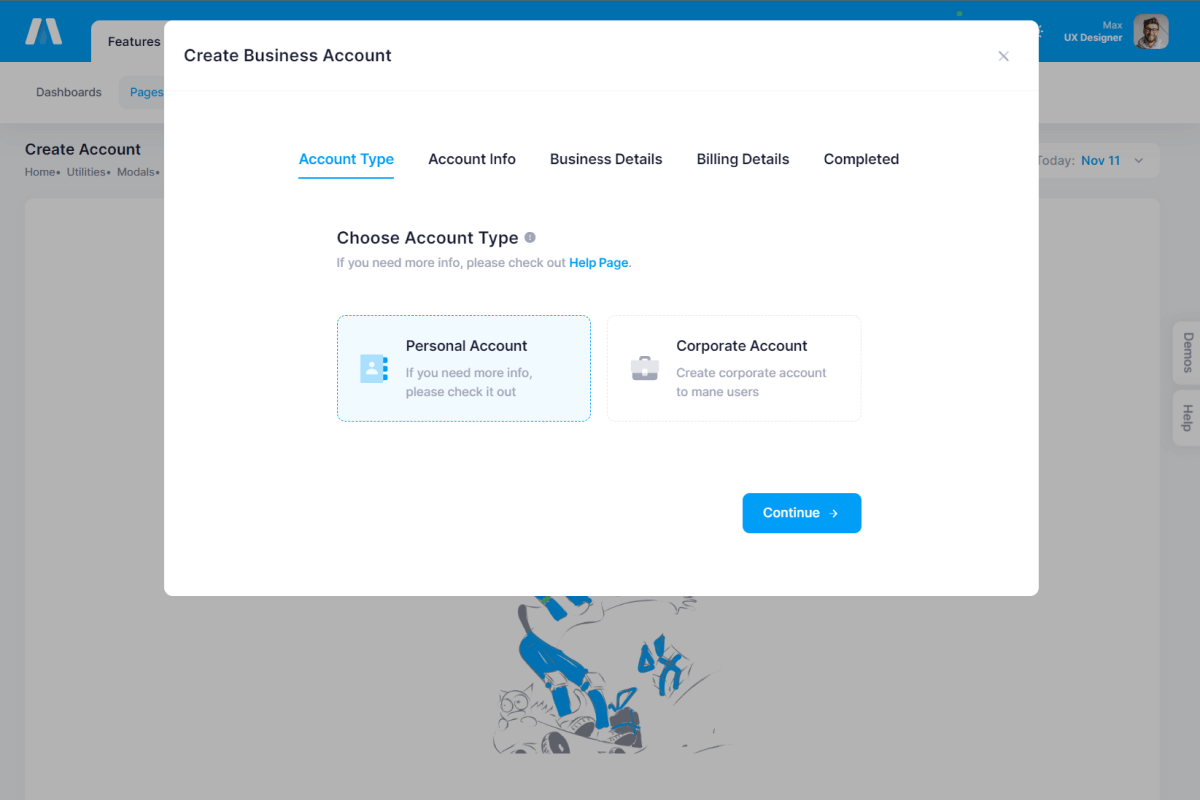 Features
Max
UX Designer
Create Business Account
Dashboards
Pages
Create Account
Home• Utilities• Modals•
Today: Nov 11
Account Type Account Info Business Details Billing Details Completed
Choose Account Type
If you need more info, please check out Help Page.
Personal Account
If you need more info,
please check it out
Corporate Account
Create corporate account
to mane users
Continue →
Demos
Help